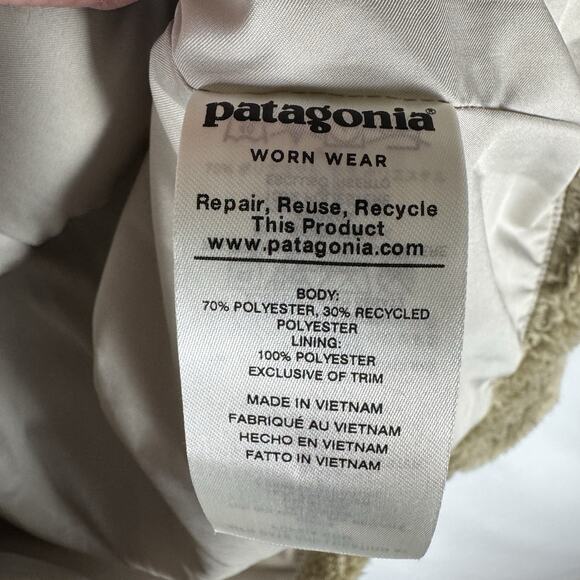 patagonia®
WORN WEAR
Repair, Reuse, Recycle
This Product
www.patagonia.com
BODY:
70% POLYESTER, 30% RECYCLED
POLYESTER
LINING:
100% POLYESTER
EXCLUSIVE OF TRIM
MADE IN VIETNAM
FABRIQUÉ AU VIETNAM
HECHO EN VIETNAM
FATTO IN VIETNAM